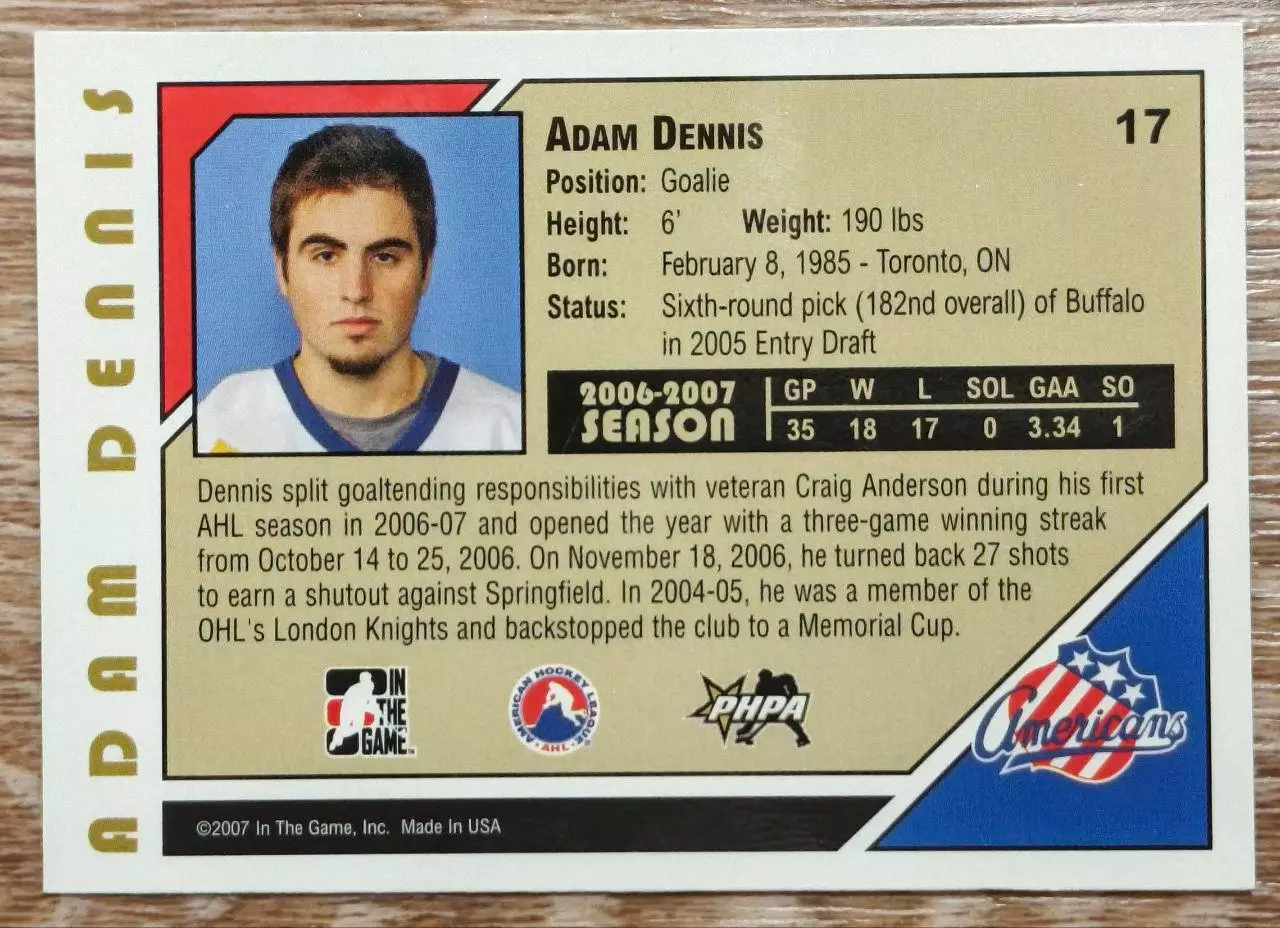 ADAM DENNIS
ADAM DENNIS
17
Position: Goalie
Height: 6' Weight: 190 lbs
Born: February 8, 1985 - Toronto, ON
Status: Sixth-round pick (182nd overall) of Buffalo
in 2005 Entry Draft
2006-2007
SEASON
GP W L SOL GAA SO
35 18 17 0 3.34 1
Dennis split goaltending responsibilities with veteran Craig Anderson during his first
AHL season in 2006-07 and opened the year with a three-game winning streak
from October 14 to 25, 2006. On November 18, 2006, he turned back 27 shots
to earn a shutout against Springfield. In 2004-05, he was a member of the
OHL's London Knights and backstopped the club to a Memorial Cup.
IN
THE
GAME™
AMERICAN HOCKEY LEAGUE
AHL
PHPA
Americans
©2007 In The Game, Inc. Made In USA